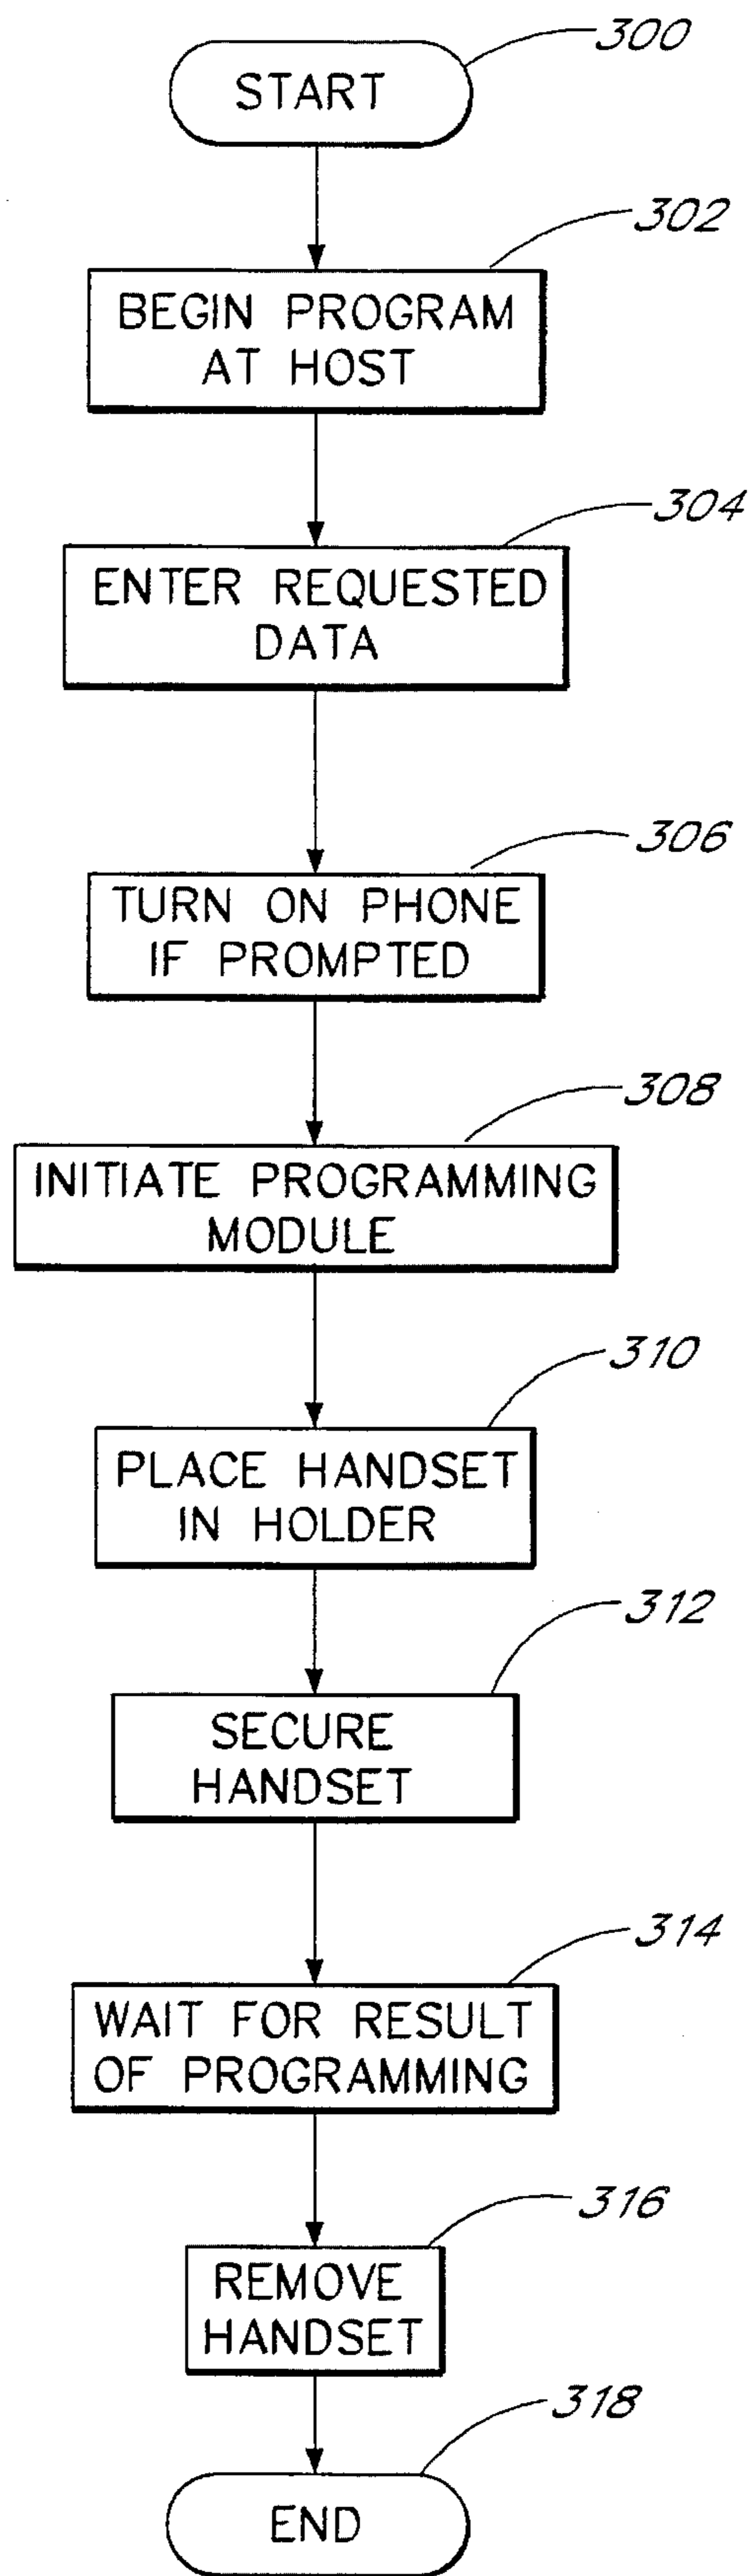 300
START
302
BEGIN PROGRAM
AT HOST
304
ENTER REQUESTED
DATA
306
TURN ON PHONE
IF PROMPTED
308
INITIATE PROGRAMMING
MODULE
310
PLACE HANDSET
IN HOLDER
312
SECURE
HANDSET
314
WAIT FOR RESULT
OF PROGRAMMING
316
REMOVE
HANDSET
318
END